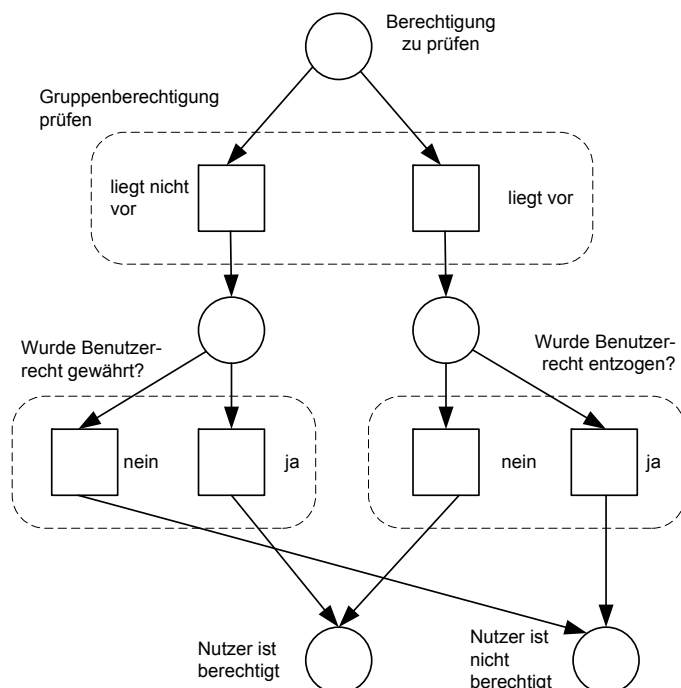 Berechtigung
zu prüfen
Gruppenberechtigung
prüfen
liegt nicht
vor
liegt vor
Wurde Benutzer-
recht gewährt?
Wurde Benutzer-
recht entzogen?
nein
ja
nein
ja
Nutzer ist
berechtigt
Nutzer ist
nicht
berechtigt